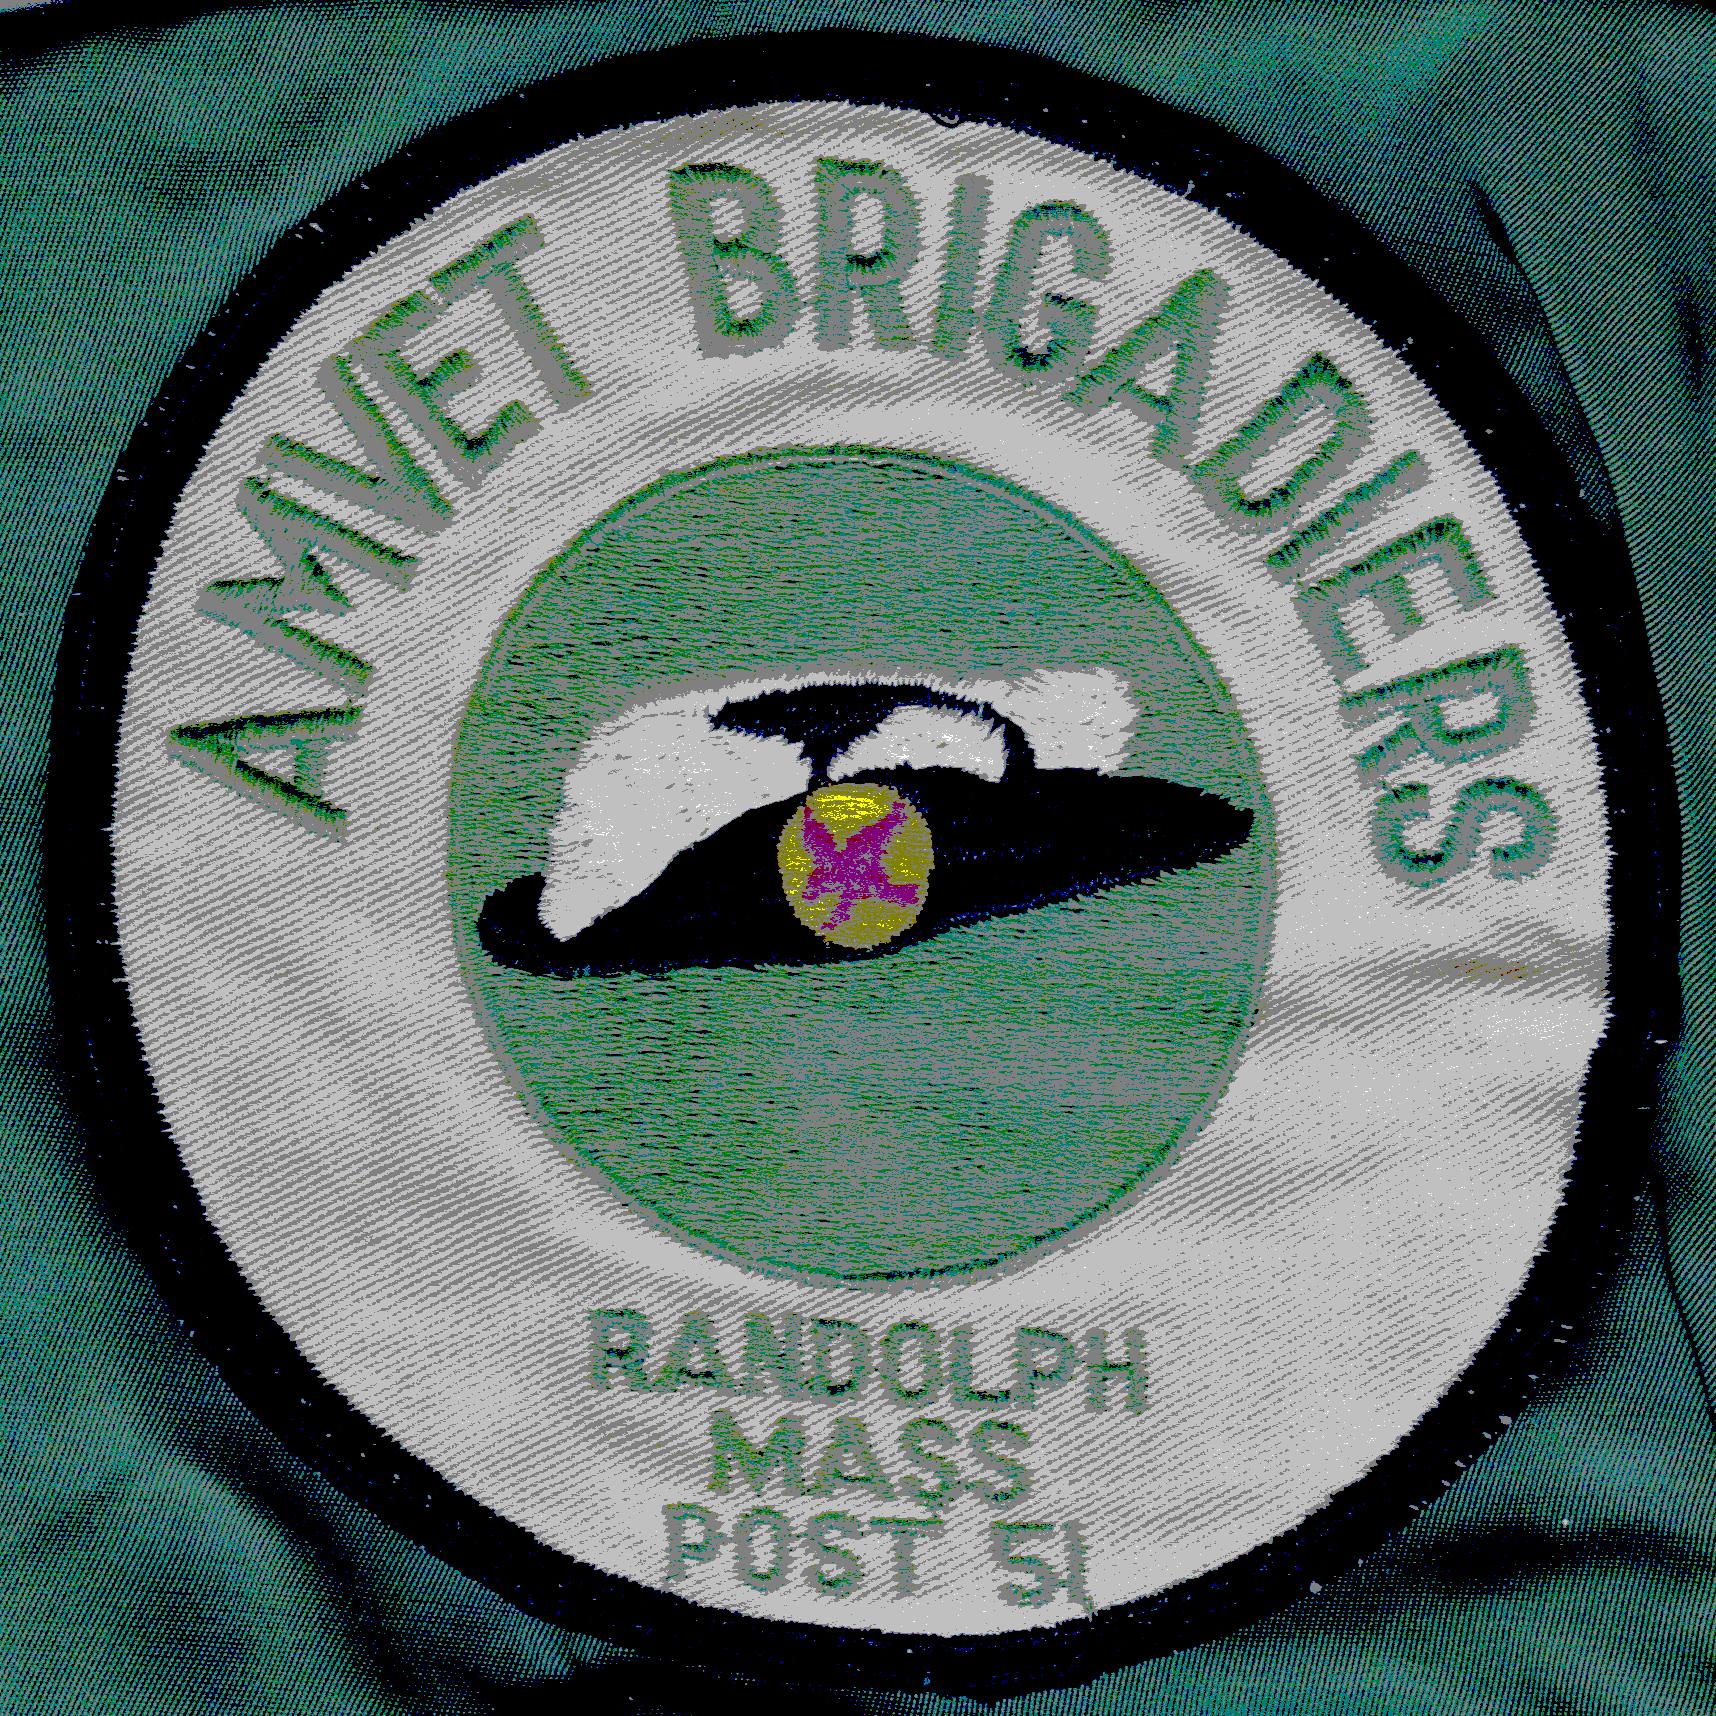 AMVET BRIGADIERS
RANDOLPH
MASS
POST 51